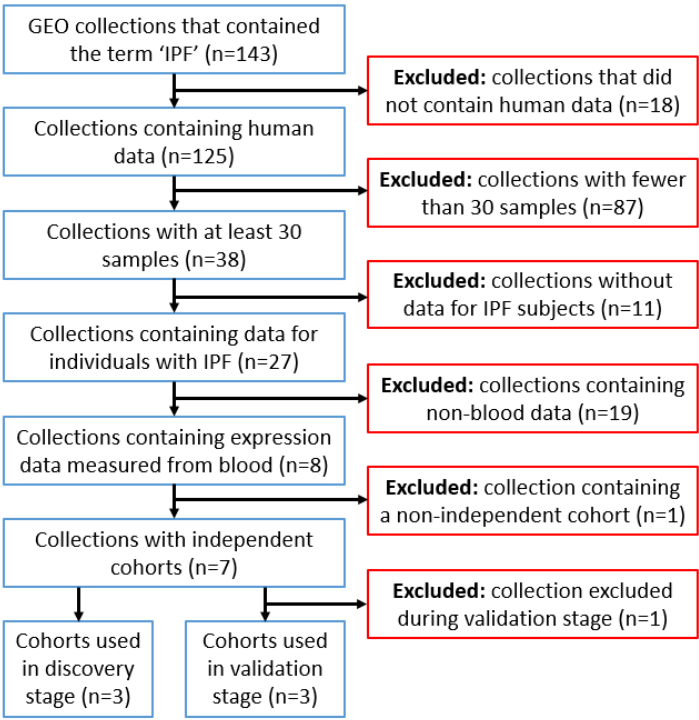 GEO collections that contained
the term ‘IPF’ (n=143)
Excluded: collections that did
not contain human data (n=18)
Collections containing human
data (n=125)
Excluded: collections with fewer
than 30 samples (n=87)
Collections with at least 30
samples (n=38)
Excluded: collections without
data for IPF subjects (n=11)
Collections containing data for
individuals with IPF (n=27)
Excluded: collections containing
non-blood data (n=19)
Collections containing expression
data measured from blood (n=8)
Excluded: collection containing
a non-independent cohort (n=1)
Collections with independent
cohorts (n=7)
Excluded: collection excluded
during validation stage (n=1)
Cohorts used
in discovery
stage (n=3)
Cohorts used
in validation
stage (n=3)